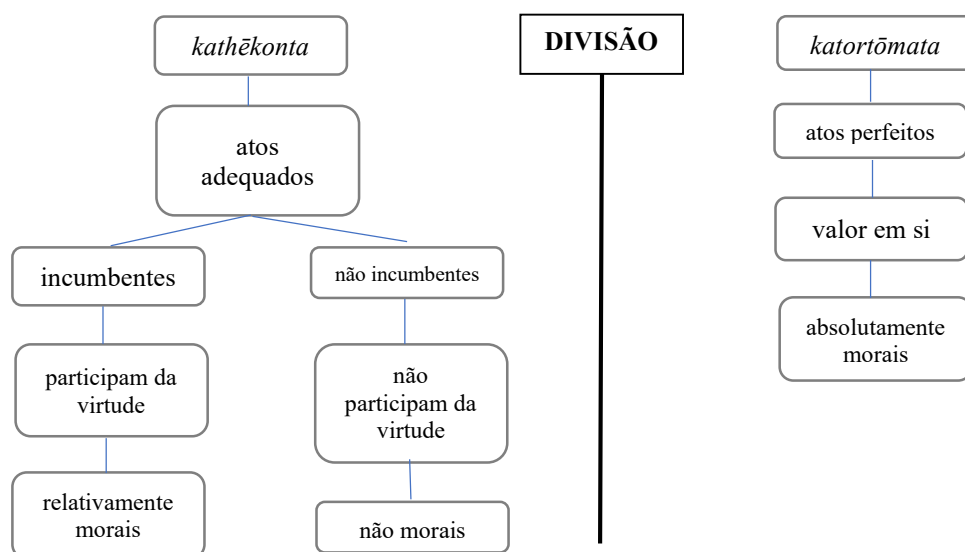 kathēkonta
DIVISÃO
katortōmata
atos
adequados
atos perfeitos
valor em si
incumbentes
não incumbentes
absolutamente
morais
participam da
virtude
não
participam da
virtude
relativamente
morais
não morais